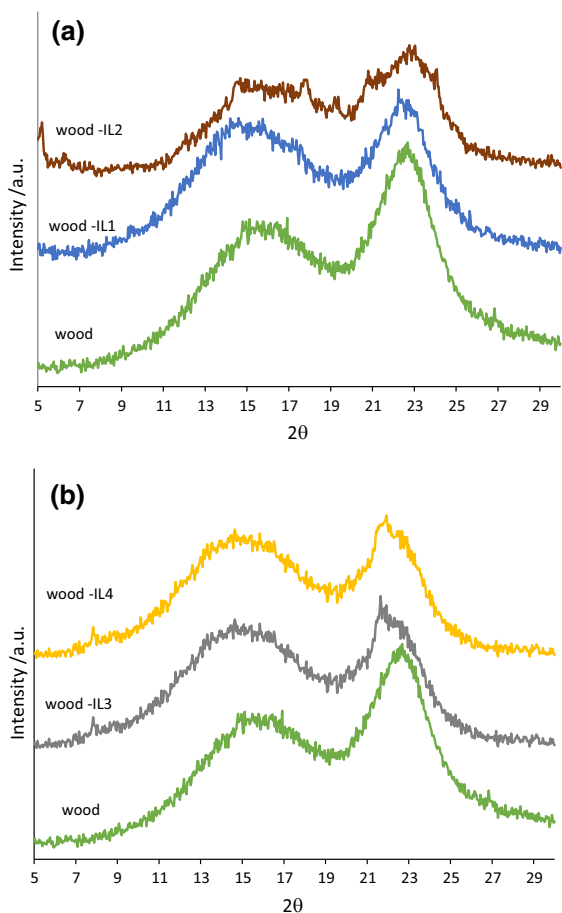 (a)
wood -IL2
wood -IL1
wood
Intensity /a.u.
5 7 9 11 13 15 17 19 21 23 25 27 29
2θ
(b)
wood -IL4
wood -IL3
wood
Intensity /a.u.
5 7 9 11 13 15 17 19 21 23 25 27 29
2θ